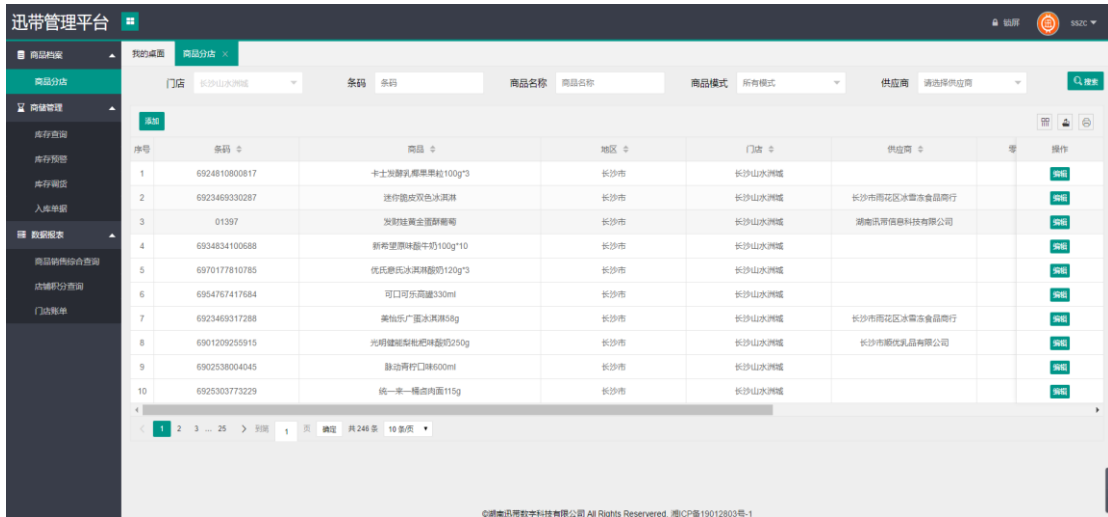 迅带管理平台
锁屏
sszc
商品档案
商品分店
商储管理
库存查询
库存预警
库存调货
入库单据
数据报表
商品销售综合查询
店铺积分查询
门店账单
我的桌面 商品分店 ×
门店 长沙山水洲城 条码 条码 商品名称 商品名称 商品模式 所有模式 供应商 请选择供应商 搜索
添加
序号 条码 商品 地区 门店 供应商 零 操作
1 6924810800817 卡士发酵乳椰果果粒100g*3 长沙市 长沙山水洲城 编辑
2 6923469330287 迷你脆皮双色冰淇淋 长沙市 长沙山水洲城 长沙市雨花区冰雪冻食品商行 编辑
3 01397 发财娃黄金蛋酥葡萄 长沙市 长沙山水洲城 湖南讯带信息科技有限公司 编辑
4 6934834100688 新希望原味酸牛奶100g*10 长沙市 长沙山水洲城 编辑
5 6970177810785 优氏意氏冰淇淋酸奶120g*3 长沙市 长沙山水洲城 编辑
6 6954767417684 可口可乐高罐330ml 长沙市 长沙山水洲城 编辑
7 6923469317288 美怡乐广蛋冰淇淋58g 长沙市 长沙山水洲城 长沙市雨花区冰雪冻食品商行 编辑
8 6901209255915 光明健能梨枇杷味酸奶250g 长沙市 长沙山水洲城 长沙市顺优乳品有限公司 编辑
9 6902538004045 脉动青柠口味600ml 长沙市 长沙山水洲城 编辑
10 6925303773229 统一来一桶卤肉面115g 长沙市 长沙山水洲城 编辑
1 2 3 … 25 到第 1 页 确定 共 246 条 10 条/页
©湖南迅带数字科技有限公司 All Rights Reservered. 湘ICP备19012803号-1